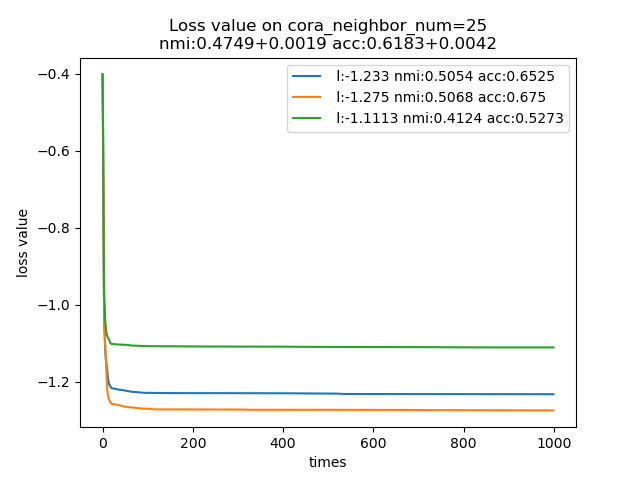 Loss value on cora_neighbor_num=25
nmi:0.4749+0.0019 acc:0.6183+0.0042
l:-1.233 nmi:0.5054 acc:0.6525
l:-1.275 nmi:0.5068 acc:0.675
l:-1.1113 nmi:0.4124 acc:0.5273
loss value
−0.4
−0.6
−0.8
−1.0
−1.2
0 200 400 600 800 1000
times